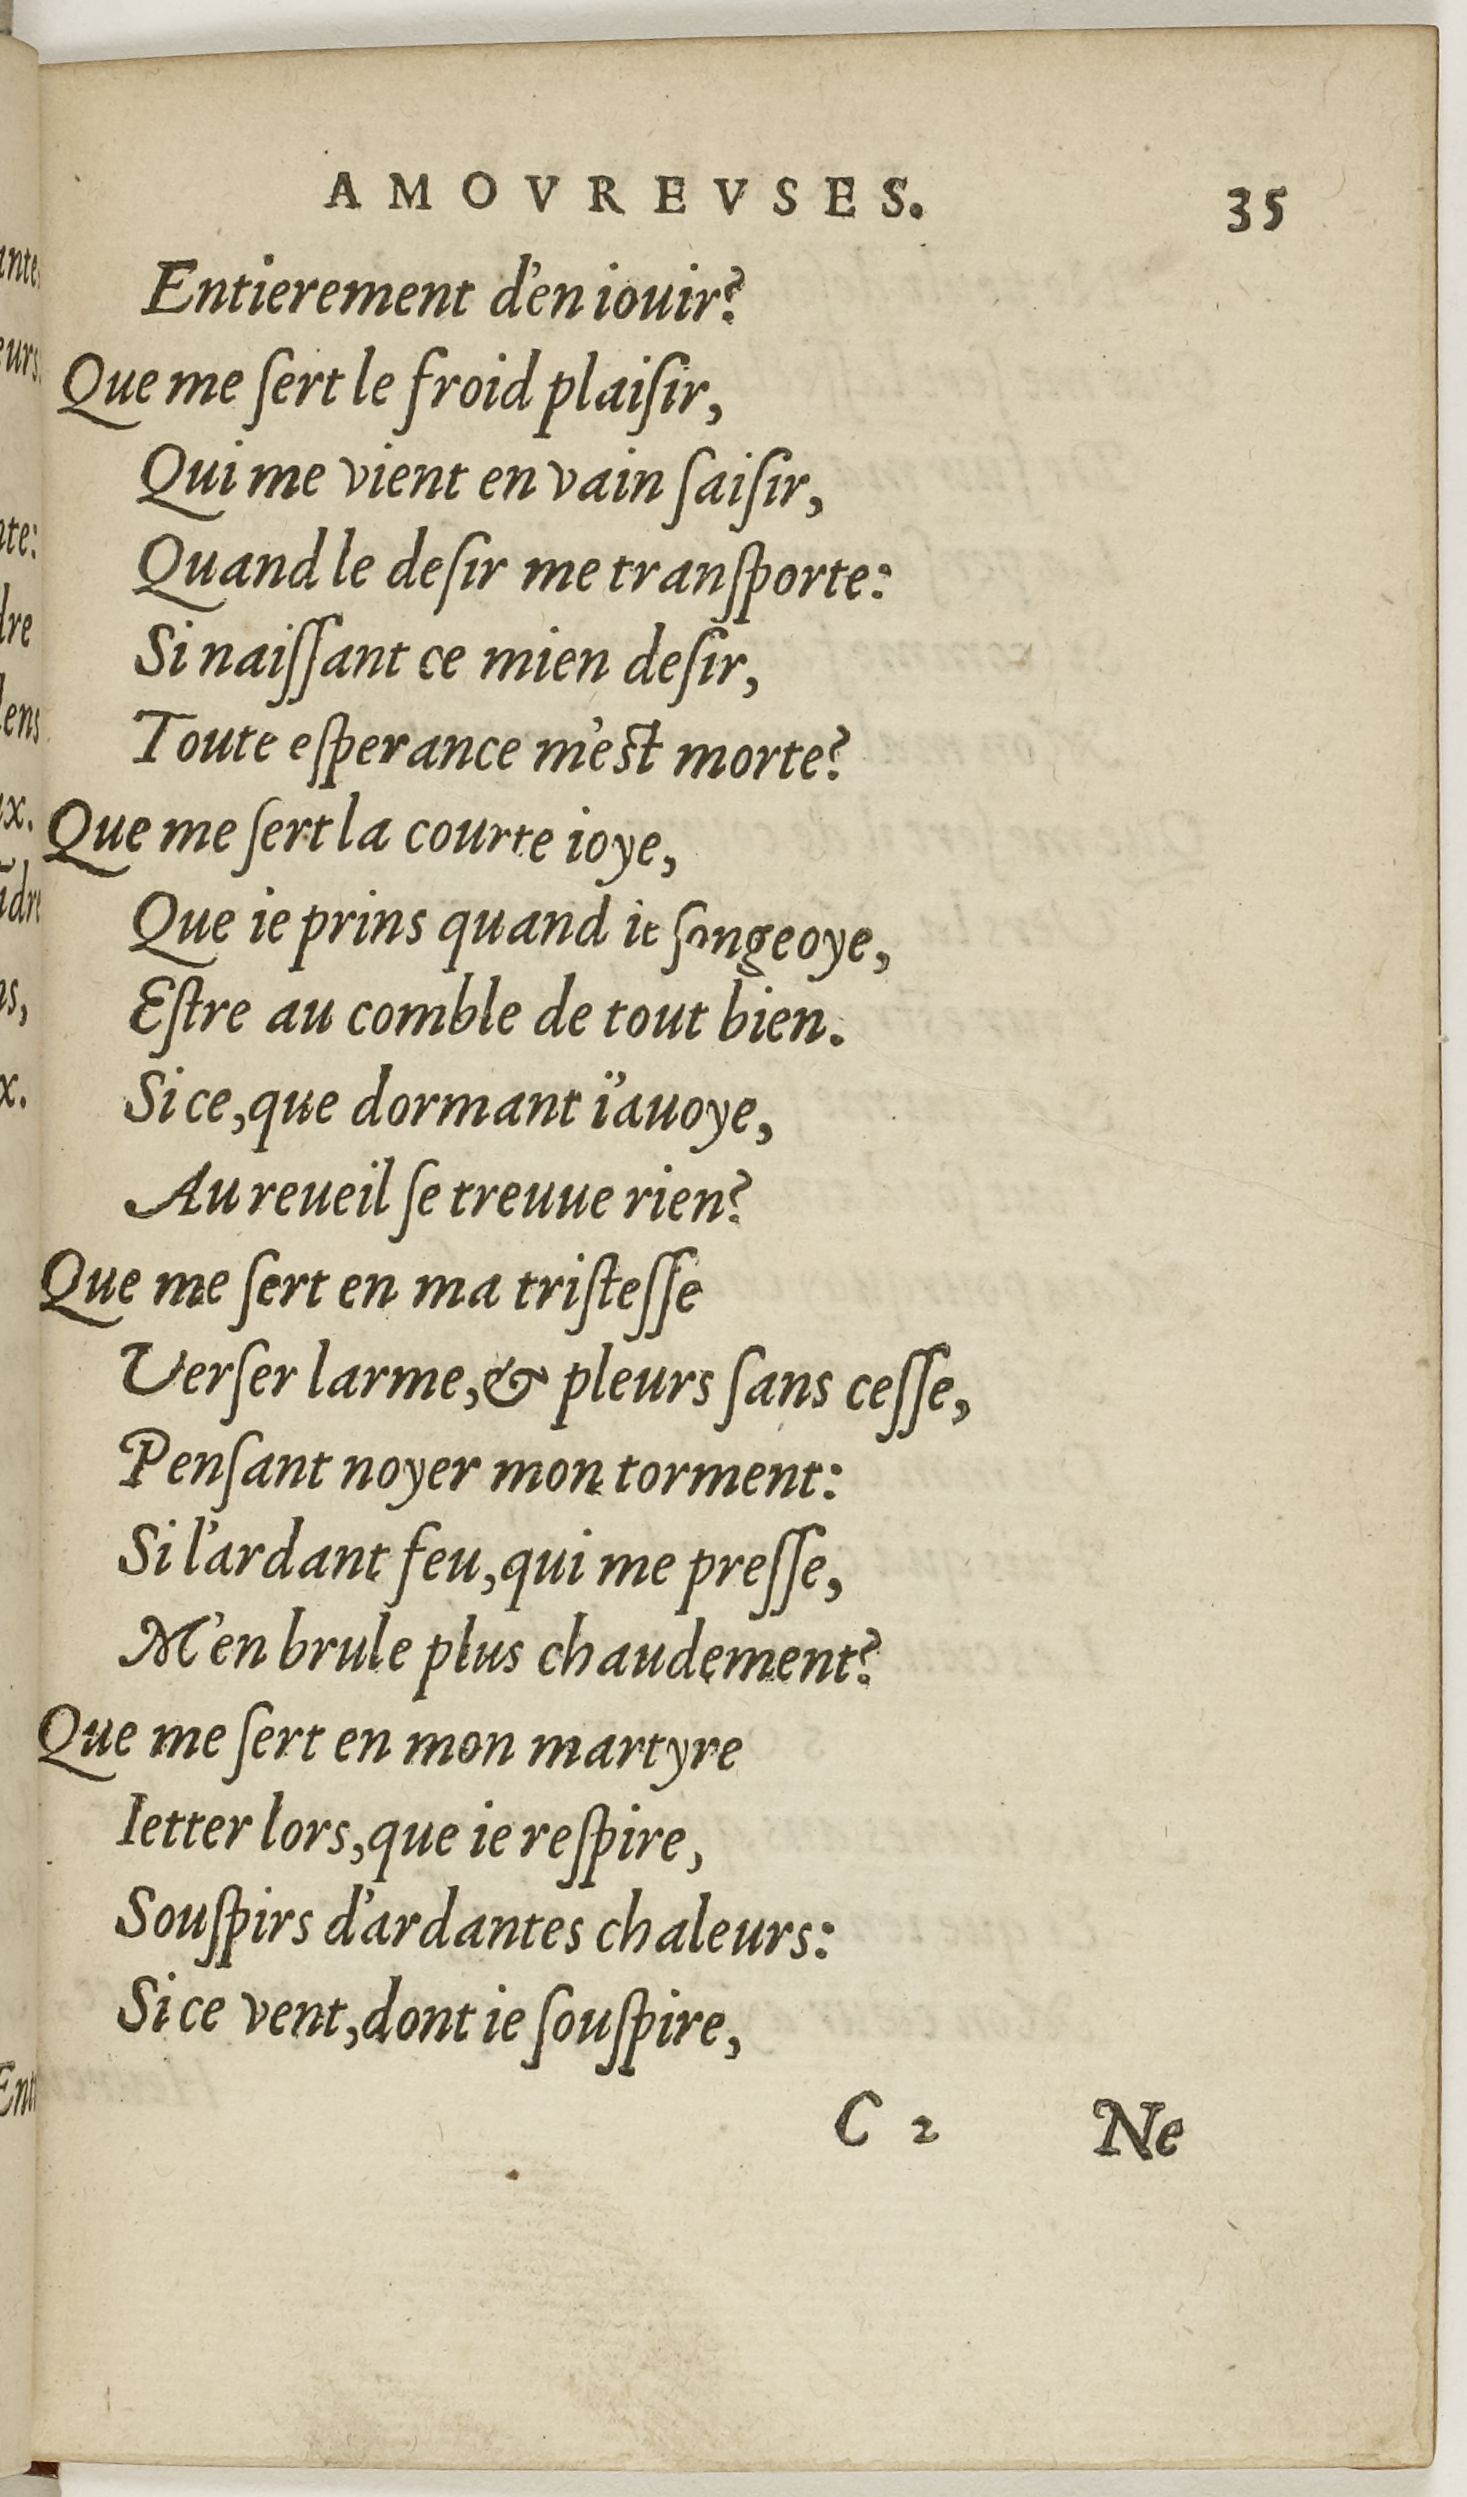 AMOVREVSES. 35
Entierement d'en iouir?
Que me ſert le froid plaiſir,
Qui me vient en vain ſaiſir,
Quand le deſir me tranſporte:
Si naiſſant ce mien deſir,
Toute eſperance m'eſt morte?
Que me ſert la courte ioye,
Que ie prins quand ie ſongeoye,
Eſtre au comble de tout bien.
Si ce, que dormant i'auoye,
Au reueil ſe treuue rien?
Que me ſert en ma triſteſſe
Verſer larme, & pleurs ſans ceſſe,
Penſant noyer mon torment:
Si l'ardant feu, qui me preſſe,
M'en brule plus chaudement?
Que me ſert en mon martyre
Ietter lors, que ie reſpire,
Souſpirs d'ardantes chaleurs:
Si ce vent, dont ie ſouſpire,
C 2 Ne